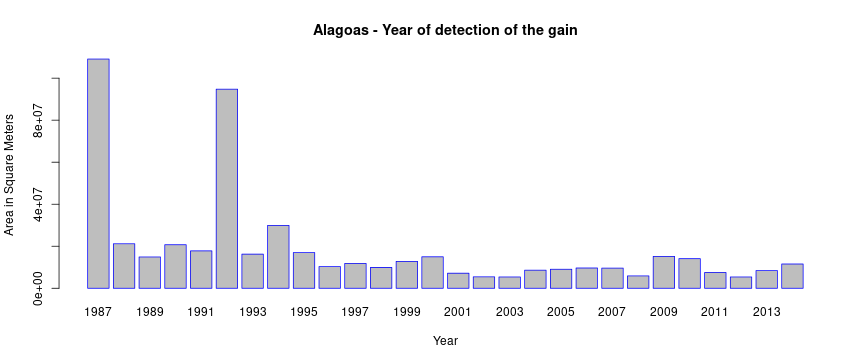 Alagoas - Year of detection of the gain
Area in Square Meters
8e+07
4e+07
0e+00
1987 1989 1991 1993 1995 1997 1999 2001 2003 2005 2007 2009 2011 2013
Year